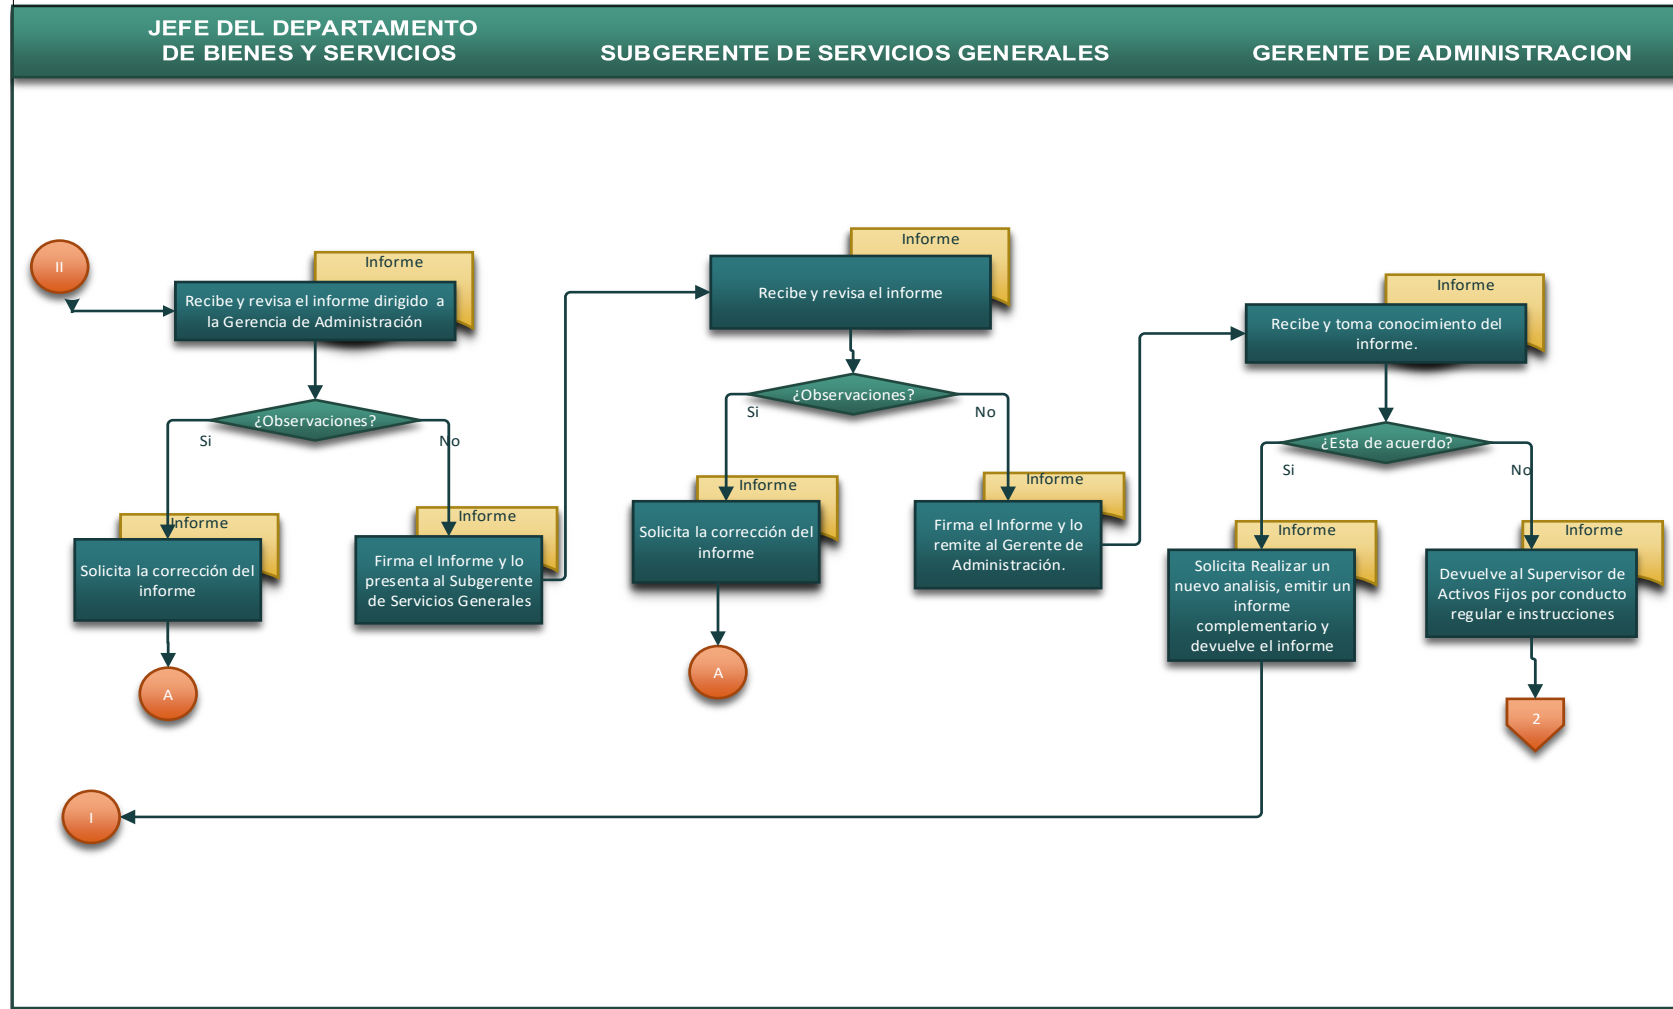 JEFE DEL DEPARTAMENTO
DE BIENES Y SERVICIOS
SUBGERENTE DE SERVICIOS GENERALES
GERENTE DE ADMINISTRACION
II
Informe
Recibe y revisa el informe dirigido a
la Gerencia de Administración
¿Observaciones?
Si
No
Informe
Solicita la corrección del
informe
A
Informe
Firma el Informe y lo
presenta al Subgerente
de Servicios Generales
I
Informe
Recibe y revisa el informe
¿Observaciones?
Si
No
Informe
Solicita la corrección del
informe
A
Informe
Firma el Informe y lo
remite al Gerente de
Administración.
Informe
Recibe y toma conocimiento del
informe.
¿Esta de acuerdo?
Si
No
Informe
Solicita Realizar un
nuevo analisis, emitir un
informe
complementario y
devuelve el informe
Informe
Devuelve al Supervisor de
Activos Fijos por conducto
regular e instrucciones
2